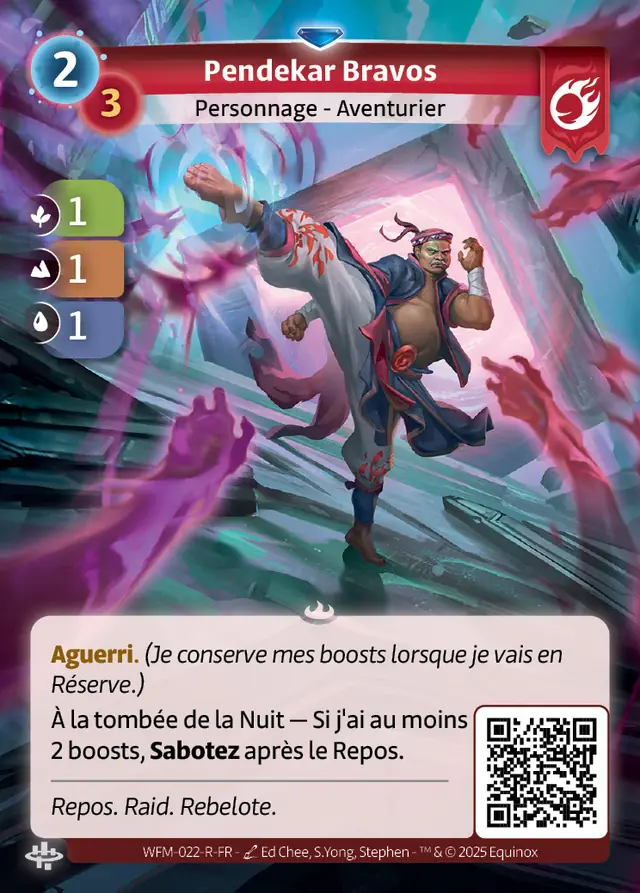 2
Pendekar Bravos
3
Personnage - Aventurier
1
1
1
Aguerri. (Je conserve mes boosts lorsque je vais en
Réserve.)
À la tombée de la Nuit — Si j'ai au moins
2 boosts, Sabotez après le Repos.
Repos. Raid. Rebelote.
WFM-022-R-FR - Ed Chee, S.Yong, Stephen - ™ & © 2025 Equinox